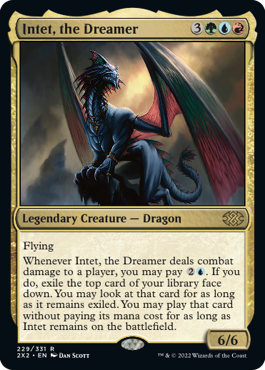 Intet, the Dreamer 3
Legendary Creature — Dragon
Flying
Whenever Intet, the Dreamer deals combat
damage to a player, you may pay 2. If you
do, exile the top card of your library face
down. You may look at that card for as long
as it remains exiled. You may play that card
without paying its mana cost for as long as
Intet remains on the battlefield.
6/6
229/331 R
2X2 • EN Dan Scott
™ & © 2022 Wizards of the Coast